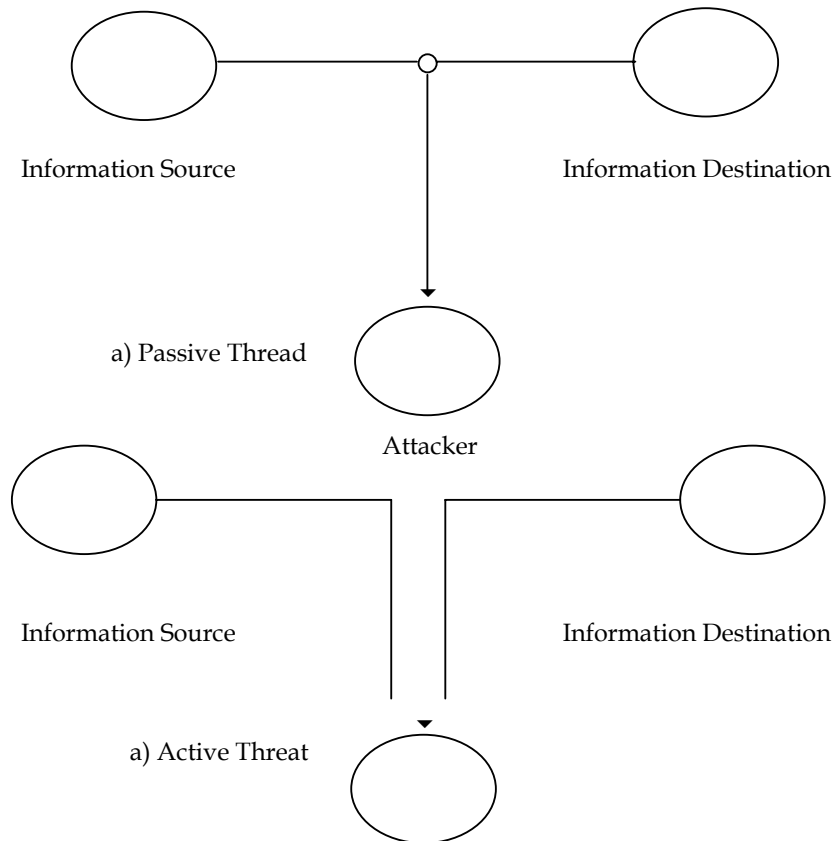 Information Source
Information Destination
a) Passive Thread
Attacker
Information Source
Information Destination
a) Active Threat